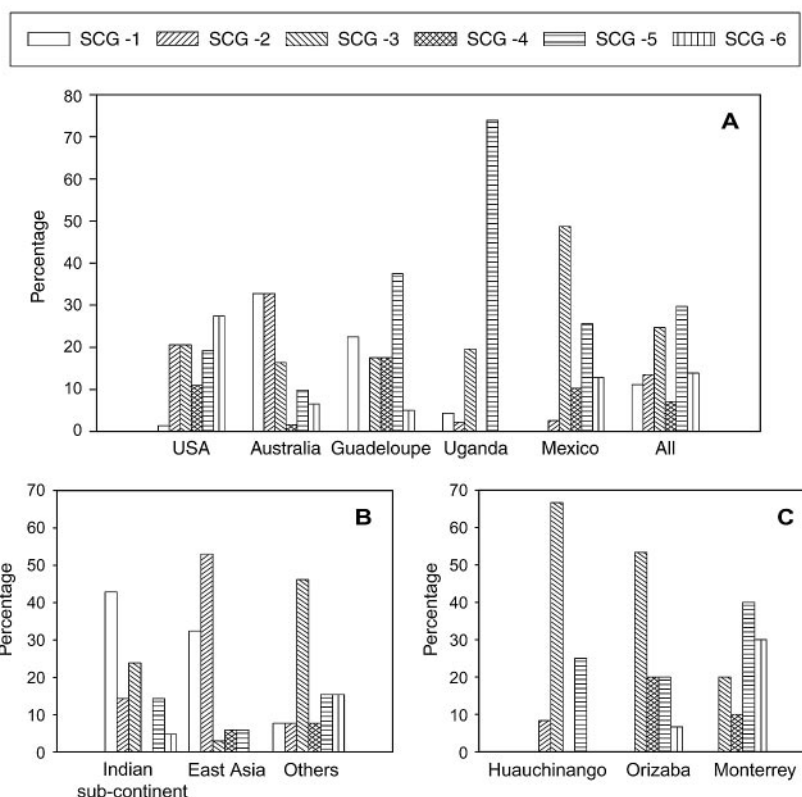 SCG -1 SCG -2 SCG -3 SCG -4 SCG -5 SCG -6
A
80
70
60
50
40
30
20
10
0
Percentage
USA Australia Guadeloupe Uganda Mexico All
B
70
60
50
40
30
20
10
0
Percentage
Indian sub-continent East Asia Others
C
70
60
50
40
30
20
10
0
Percentage
Huauchinango Orizaba Monterrey